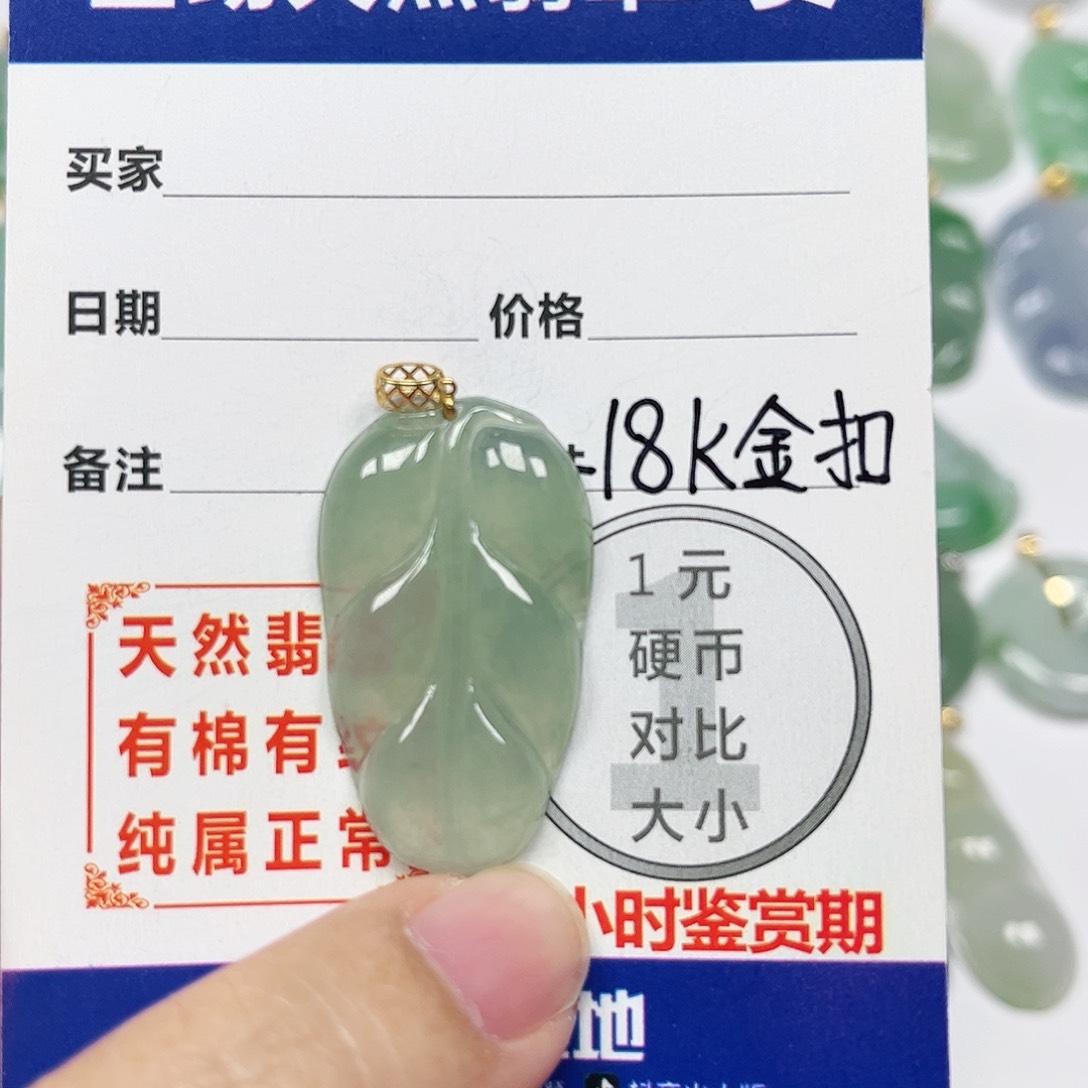 买家
日期 价格
备注 18K金扣
天然翡
有棉有
纯属正常
1元
硬币
对比
大小
小时鉴赏期
地